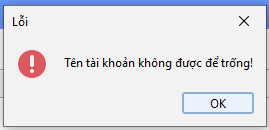 Lỗi
Tên tài khoản không được để trống!
OK